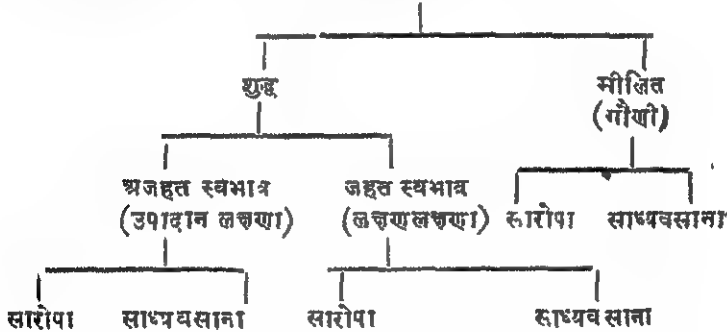 शुद्ध मीलित
(गौणी)
अजहत स्वभाव जहत स्वभाव
(उपादान लक्षणा) (लक्षणलक्षणा) सारोपा साध्यवसाना
सारोपा साध्यवसाना सारोपा साध्यवसाना